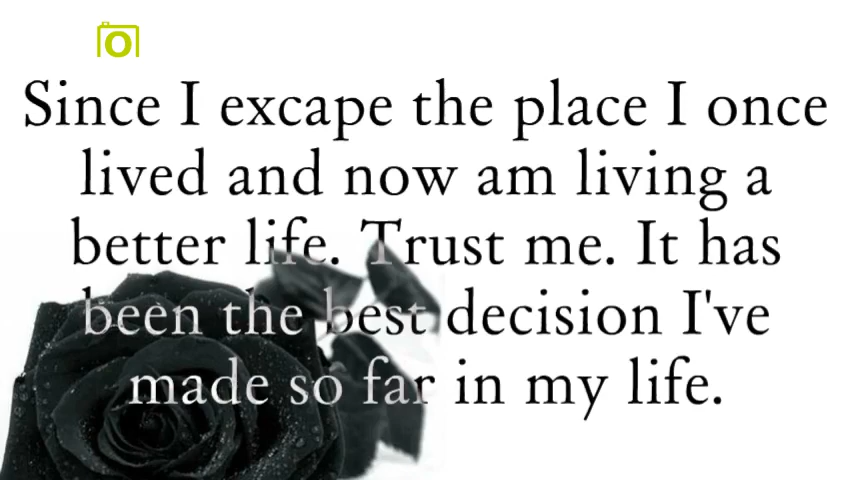 Since I excape the place I once
lived and now am living a
better life. Trust me. It has
been the best decision I've
made so far in my life.